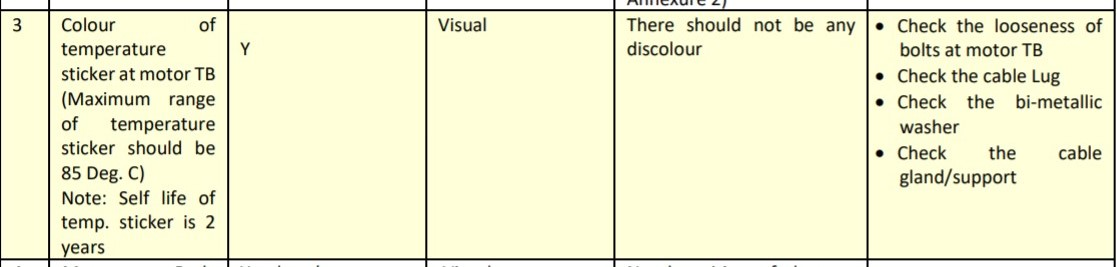 Annexure 2)
3
Colour of
temperature
sticker at motor TB
(Maximum range
of temperature
sticker should be
85 Deg. C)
Note: Self life of
temp. sticker is 2
years
Y
Visual
There should not be any
discolour
• Check the looseness of
bolts at motor TB
• Check the cable Lug
• Check the bi-metallic
washer
• Check the cable
gland/support